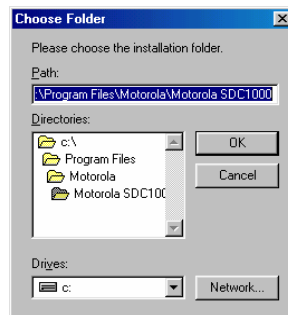 Choose Folder
Please choose the installation folder.
Path:
:\Program Files\Motorola\Motorola SDC1000
Directories:
c:\
OK
Program Files
Motorola
Cancel
Motorola SDC10(
Drives:
c:
Network...